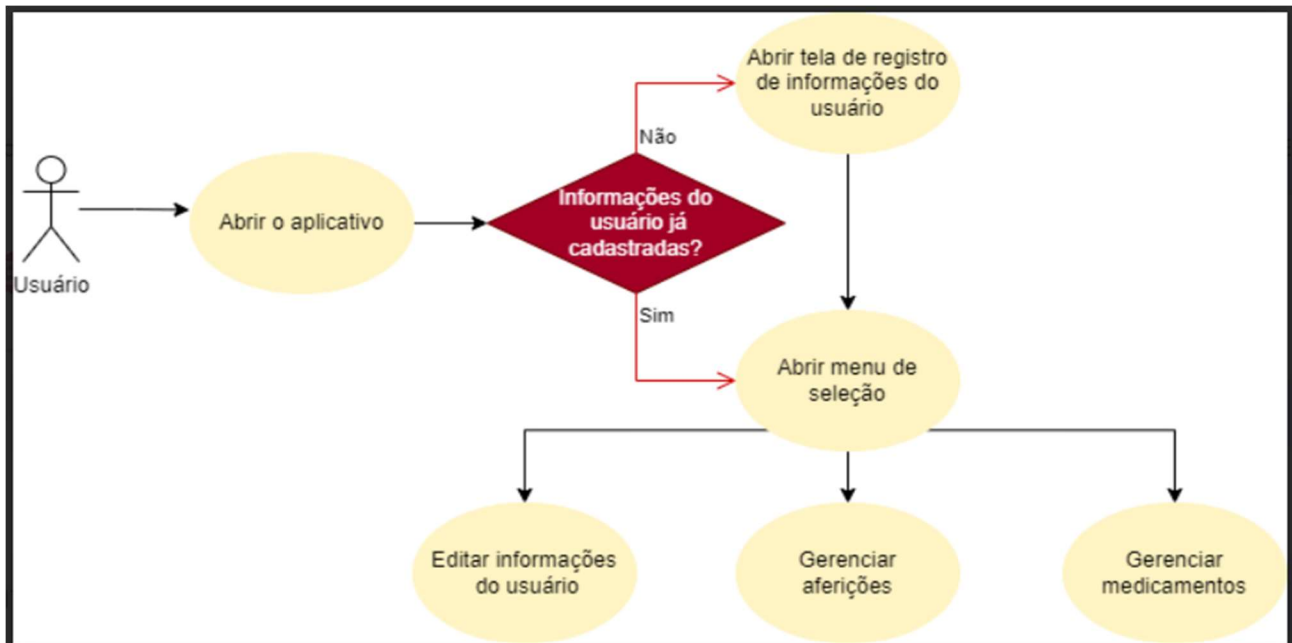 Abrir tela de registro
de informações do
usuário
Não
Informações do
usuário já
cadastradas?
Abrir o aplicativo
Usuário
Sim
Abrir menu de
seleção
Editar informações
do usuário
Gerenciar
aferições
Gerenciar
medicamentos